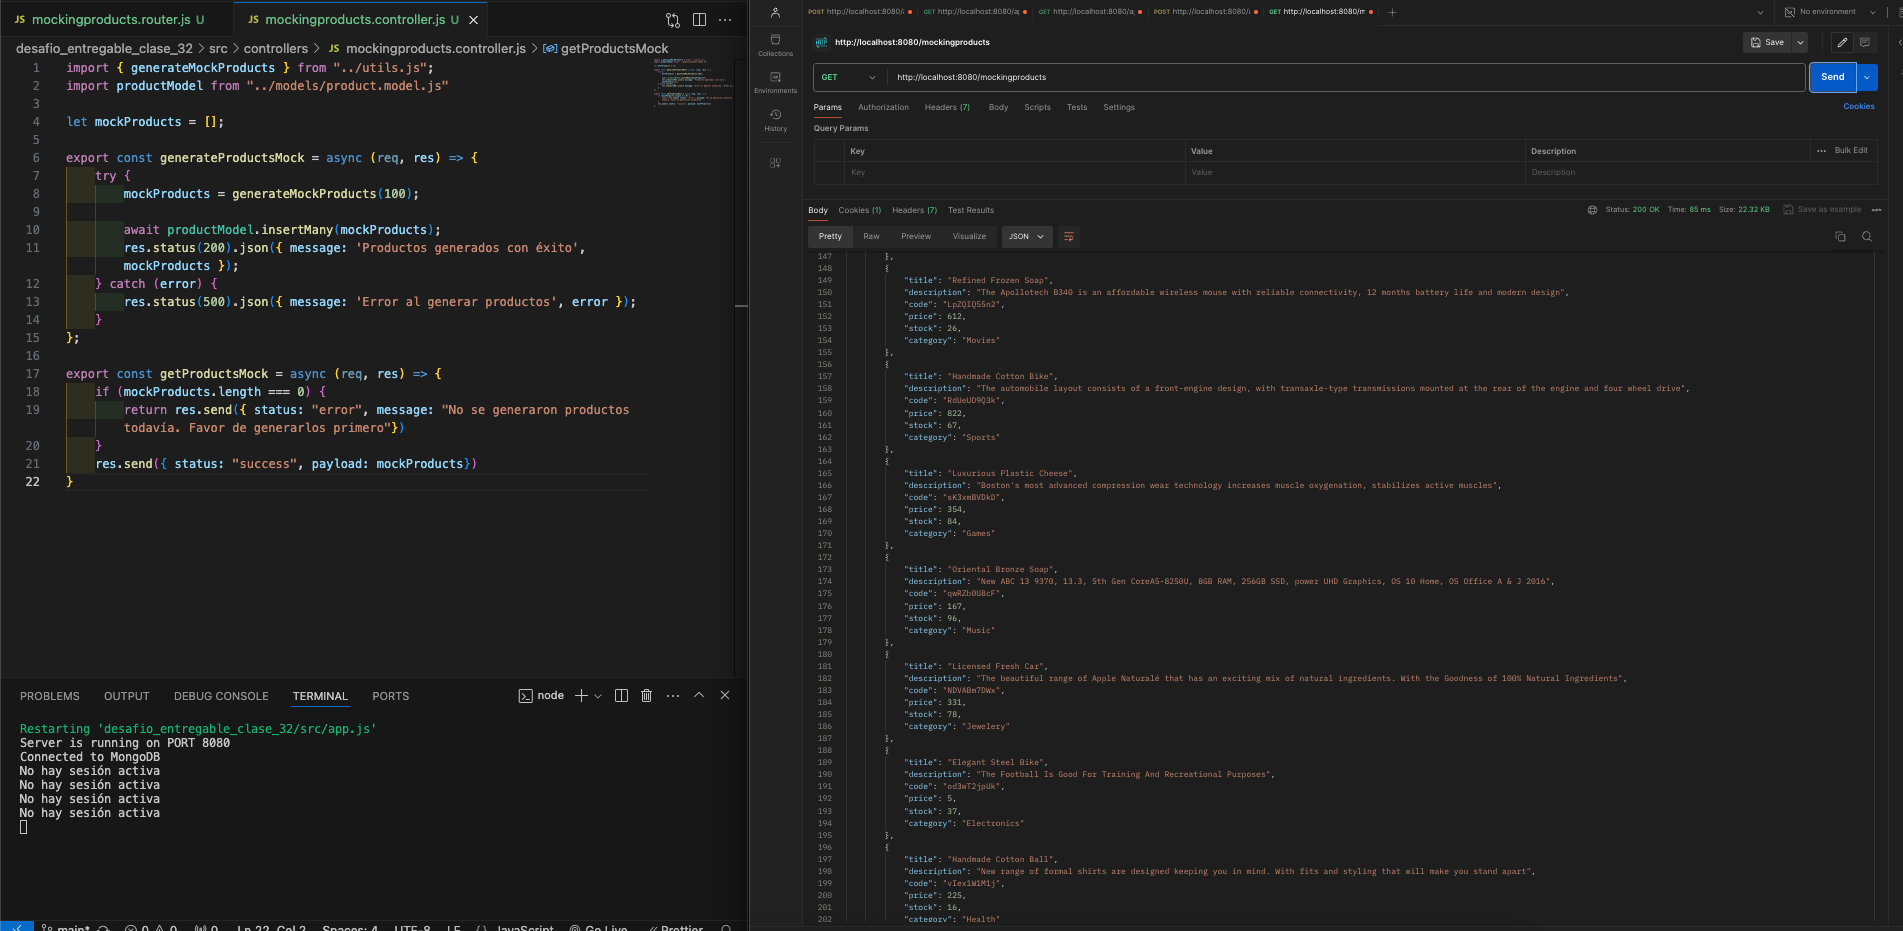 JS mockingproducts.router.js U
JS mockingproducts.controller.js U
desafio_entregable_clase_32 > src > controllers > JS mockingproducts.controller.js > getProductsMock
1 import { generateMockProducts } from "../utils.js";
2 import productModel from "../models/product.model.js"
3
4 let mockProducts = [];
5
6 export const generateProductsMock = async (req, res) => {
7 try {
8 mockProducts = generateMockProducts(100);
9
10 await productModel.insertMany(mockProducts);
11 res.status(200).json({ message: 'Productos generados con éxito',
mockProducts });
12 } catch (error) {
13 res.status(500).json({ message: 'Error al generar productos', error });
14 }
15 };
16
17 export const getProductsMock = async (req, res) => {
18 if (mockProducts.length === 0) {
19 return res.send({ status: "error", message: "No se generaron productos
todavía. Favor de generarlos primero"})
20 }
21 res.send({ status: "success", payload: mockProducts})
22 }
PROBLEMS OUTPUT DEBUG CONSOLE TERMINAL PORTS
node
Restarting 'desafio_entregable_clase_32/src/app.js'
Server is running on PORT 8080
Connected to MongoDB
No hay sesión activa
No hay sesión activa
No hay sesión activa
No hay sesión activa
main* 0 0 0 Ln 22, Col 2 Spaces: 4 UTF-8 LF JavaScript Go Live Prettier
Collections
Environments
History
POST http://localhost:8080/
GET http://localhost:8080/a
GET http://localhost:8080/a
POST http://localhost:8080/
GET http://localhost:8080/m
No environment
http://localhost:8080/mockingproducts
Save
GET http://localhost:8080/mockingproducts
Send
Params Authorization Headers (7) Body Scripts Tests Settings
Cookies
Query Params
Key Value Description Bulk Edit
Key Value Description
Body Cookies (1) Headers (7) Test Results
Status: 200 OK Time: 85 ms Size: 22.32 KB Save as example
Pretty Raw Preview Visualize JSON
147 },
148 {
149 "title": "Refined Frozen Soap",
150 "description": "The Apollotech B340 is an affordable wireless mouse with reliable connectivity, 12 months battery life and modern design",
151 "code": "LpZQIQ55n2",
152 "price": 612,
153 "stock": 26,
154 "category": "Movies"
155 },
156 {
157 "title": "Handmade Cotton Bike",
158 "description": "The automobile layout consists of a front-engine design, with transaxle-type transmissions mounted at the rear of the engine and four wheel drive",
159 "code": "RdUeUD9Q3k",
160 "price": 822,
161 "stock": 67,
162 "category": "Sports"
163 },
164 {
165 "title": "Luxurious Plastic Cheese",
166 "description": "Boston's most advanced compression wear technology increases muscle oxygenation, stabilizes active muscles",
167 "code": "sK3xmBVDkD",
168 "price": 354,
169 "stock": 84,
170 "category": "Games"
171 },
172 {
173 "title": "Oriental Bronze Soap",
174 "description": "New ABC 13 9370, 13.3, 5th Gen CoreA5-8250U, 8GB RAM, 256GB SSD, power UHD Graphics, OS 10 Home, OS Office A & J 2016",
175 "code": "qwRZb0U8cF",
176 "price": 167,
177 "stock": 96,
178 "category": "Music"
179 },
180 {
181 "title": "Licensed Fresh Car",
182 "description": "The beautiful range of Apple Naturalé that has an exciting mix of natural ingredients. With the Goodness of 100% Natural Ingredients",
183 "code": "NDVABm7DWx",
184 "price": 331,
185 "stock": 78,
186 "category": "Jewelery"
187 },
188 {
189 "title": "Elegant Steel Bike",
190 "description": "The Football Is Good For Training And Recreational Purposes",
191 "code": "od3wT2jpUk",
192 "price": 5,
193 "stock": 37,
194 "category": "Electronics"
195 },
196 {
197 "title": "Handmade Cotton Ball",
198 "description": "New range of formal shirts are designed keeping you in mind. With fits and styling that will make you stand apart",
199 "code": "vIex1W1M1j",
200 "price": 225,
201 "stock": 16,
202 "category": "Health"